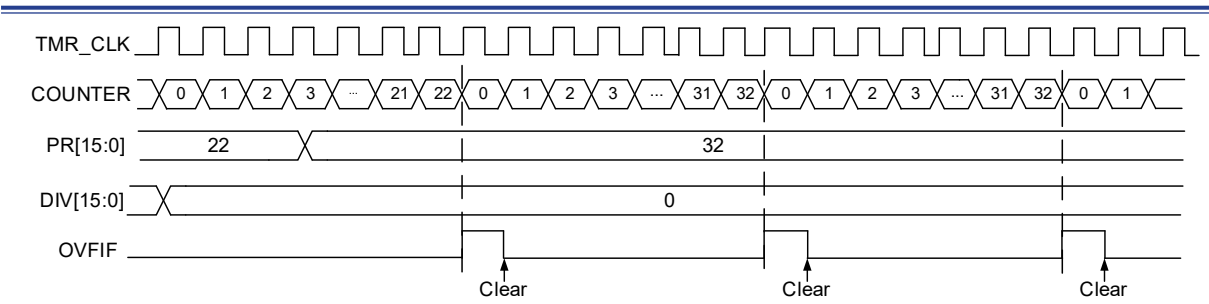 TMR_CLK
COUNTER 0 1 2 3 ... 21 22 0 1 2 3 ... 31 32 0 1 2 3 ... 31 32 0 1
PR[15:0] 22 32
DIV[15:0] 0
OVFIF
Clear Clear Clear